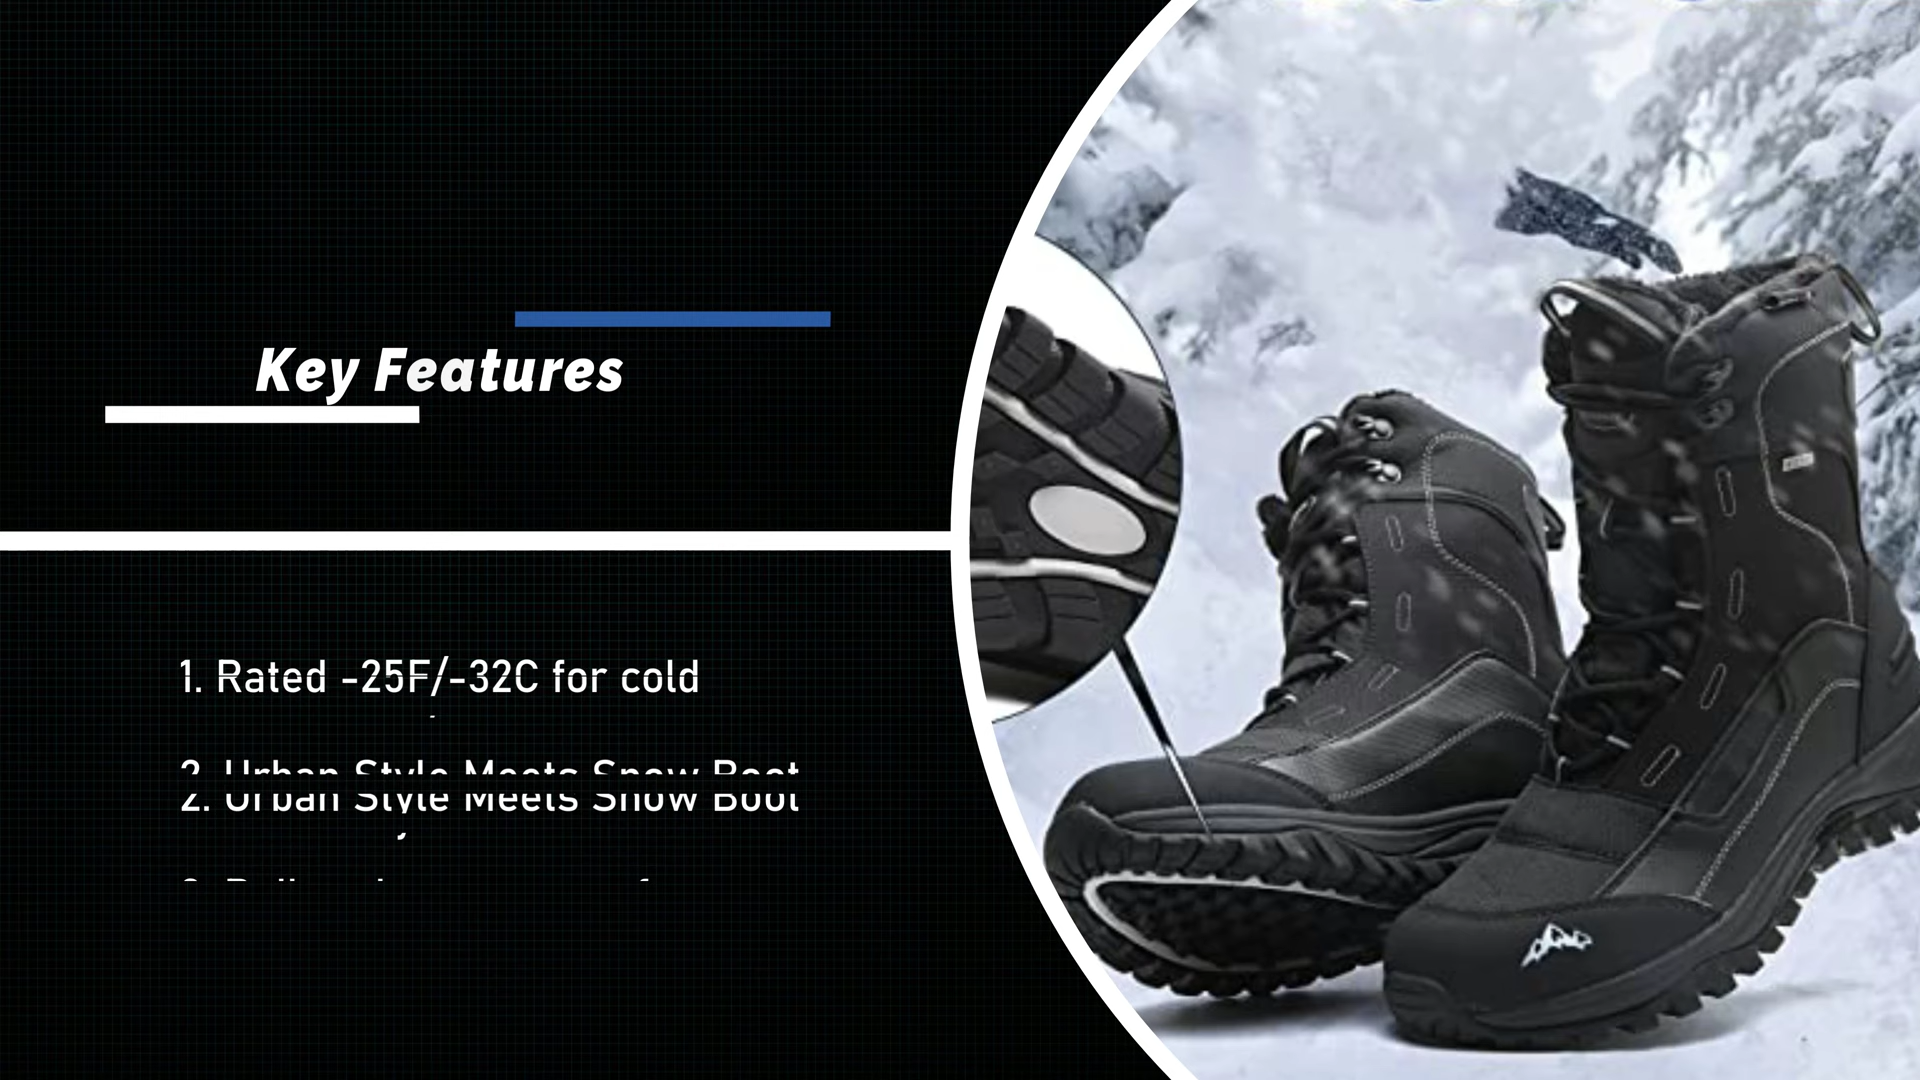 Key Features
1. Rated -25F/-32C for cold
2. Urban Style Meets Snow Boot